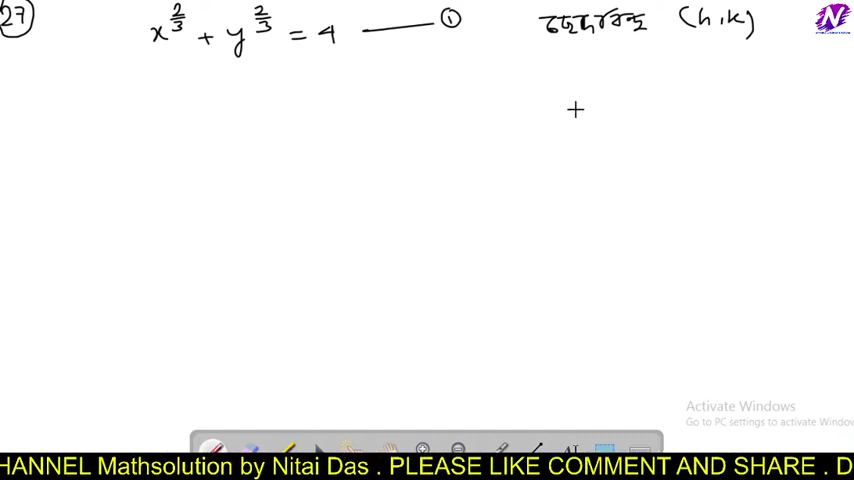 27 x^{2/3} + y^{2/3} = 4 ——— ① (h,k)
N
Activate Windows
Go to PC settings to activate Window
HANNEL Mathsolution by Nitai Das . PLEASE LIKE COMMENT AND SHARE . D